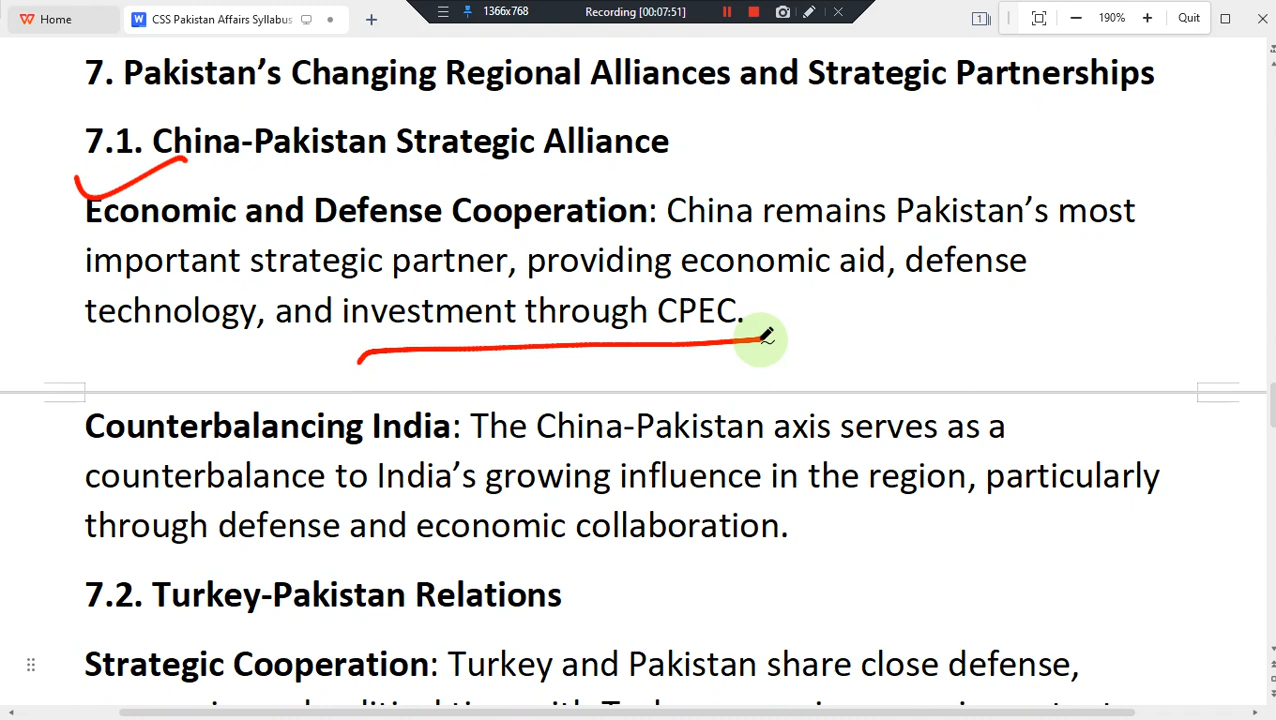 Home
CSS Pakistan Affairs Syllabus
1366x768
Recording [00:07:51]
190%
Quit
7. Pakistan’s Changing Regional Alliances and Strategic Partnerships
7.1. China-Pakistan Strategic Alliance
Economic and Defense Cooperation: China remains Pakistan’s most
important strategic partner, providing economic aid, defense
technology, and investment through CPEC.
Counterbalancing India: The China-Pakistan axis serves as a
counterbalance to India’s growing influence in the region, particularly
through defense and economic collaboration.
7.2. Turkey-Pakistan Relations
Strategic Cooperation: Turkey and Pakistan share close defense,